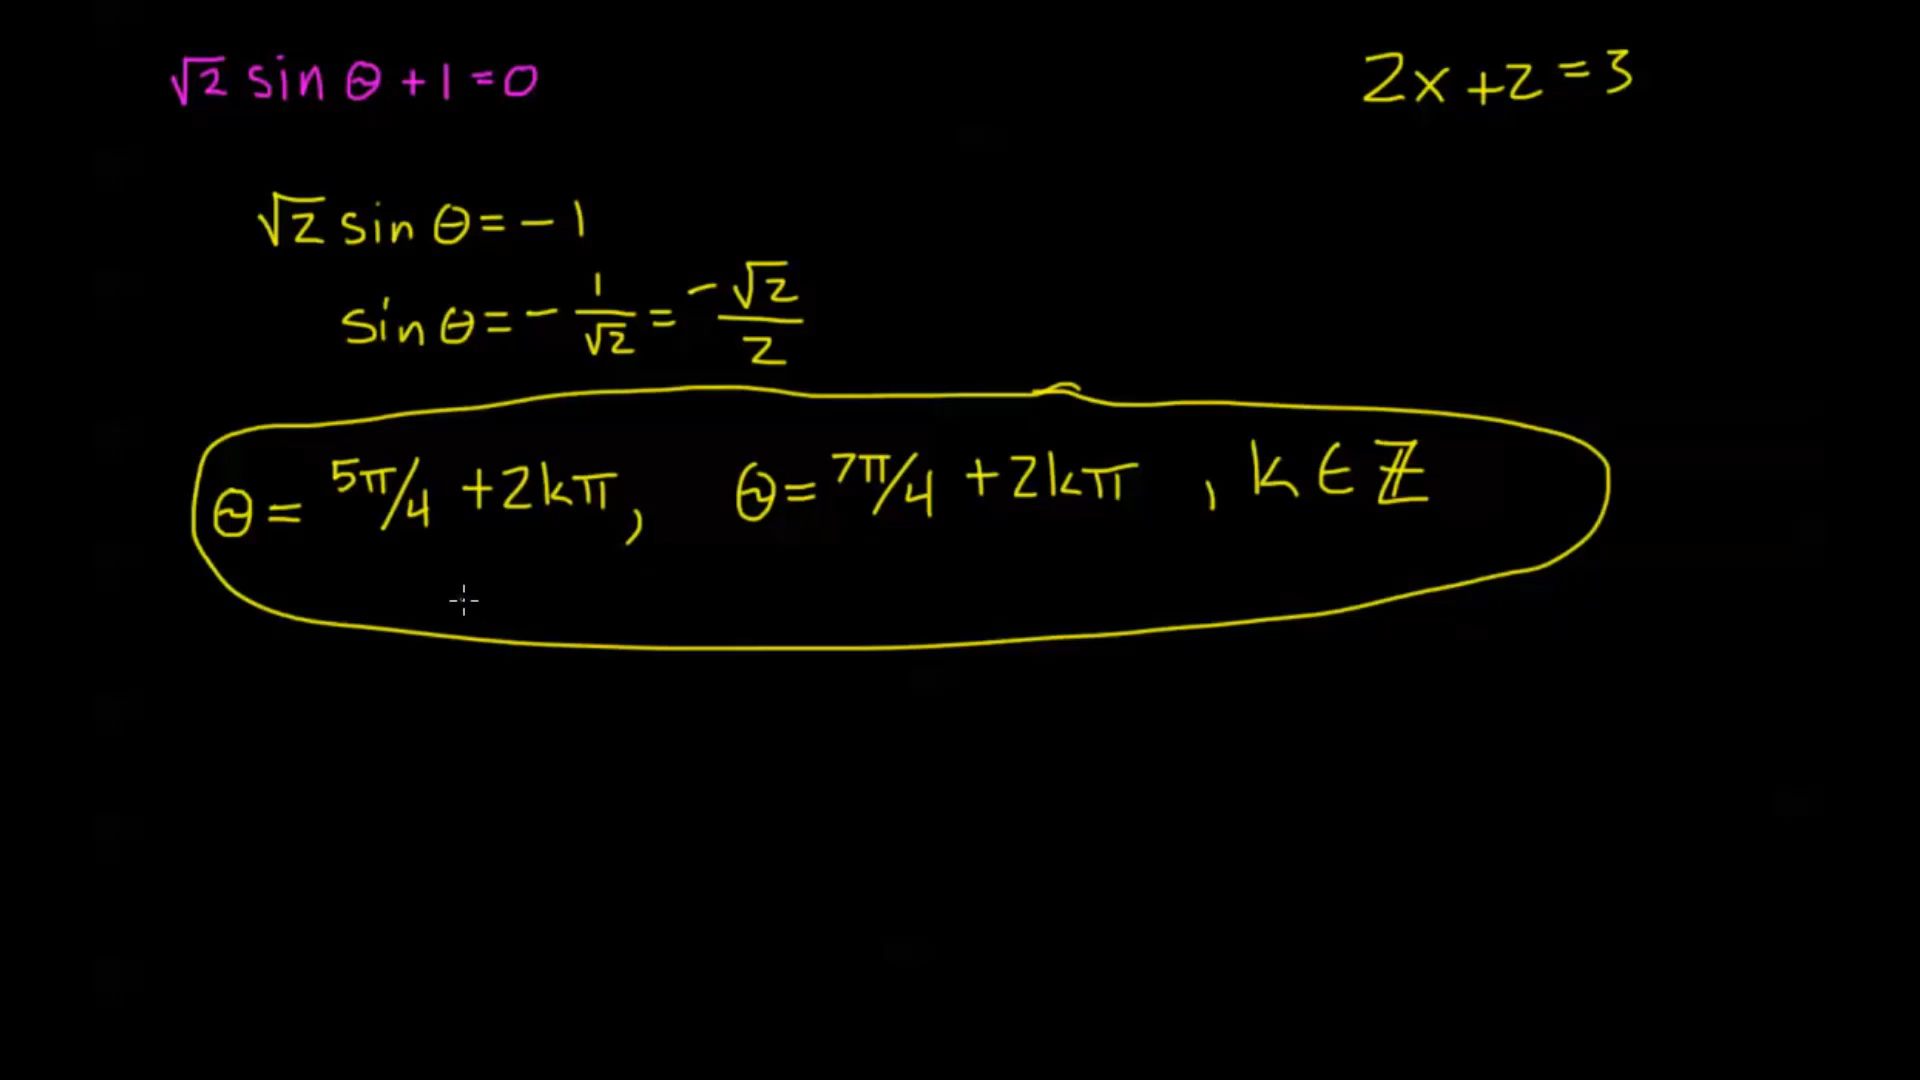 √2 sin θ + 1 = 0
2x + 2 = 3
√2 sin θ = - 1
sin θ = - 1/√2 = -√2/2
θ = 5π/4 + 2kπ, θ = 7π/4 + 2kπ , k ∈ ℤ